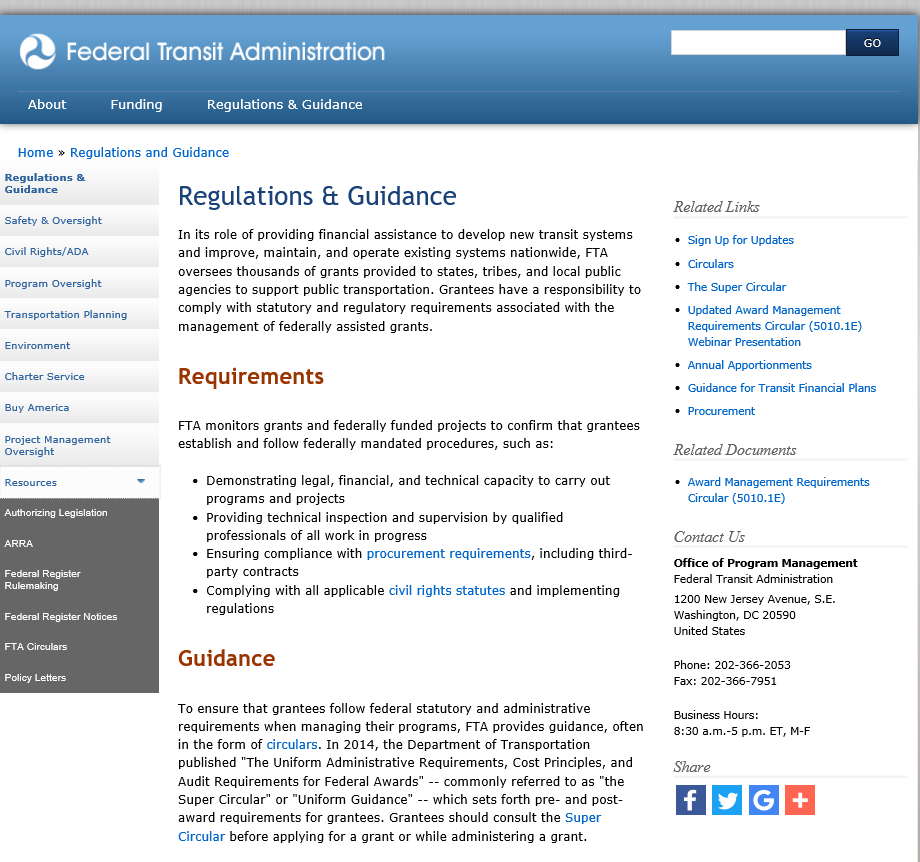 Federal Transit Administration
GO
About
Funding
Regulations & Guidance
Home » Regulations and Guidance
Regulations &
Guidance
Safety & Oversight
Civil Rights/ADA
Program Oversight
Transportation Planning
Environment
Charter Service
Buy America
Project Management
Oversight
Resources
Authorizing Legislation
ARRA
Federal Register
Rulemaking
Federal Register Notices
FTA Circulars
Policy Letters
Regulations & Guidance
In its role of providing financial assistance to develop new transit systems
and improve, maintain, and operate existing systems nationwide, FTA
oversees thousands of grants provided to states, tribes, and local public
agencies to support public transportation. Grantees have a responsibility to
comply with statutory and regulatory requirements associated with the
management of federally assisted grants.
Requirements
FTA monitors grants and federally funded projects to confirm that grantees
establish and follow federally mandated procedures, such as:
• Demonstrating legal, financial, and technical capacity to carry out
programs and projects
• Providing technical inspection and supervision by qualified
professionals of all work in progress
• Ensuring compliance with procurement requirements, including third-
party contracts
• Complying with all applicable civil rights statutes and implementing
regulations
Guidance
To ensure that grantees follow federal statutory and administrative
requirements when managing their programs, FTA provides guidance, often
in the form of circulars. In 2014, the Department of Transportation
published "The Uniform Administrative Requirements, Cost Principles, and
Audit Requirements for Federal Awards" -- commonly referred to as "the
Super Circular" or "Uniform Guidance" -- which sets forth pre- and post-
award requirements for grantees. Grantees should consult the Super
Circular before applying for a grant or while administering a grant.
Related Links
• Sign Up for Updates
• Circulars
• The Super Circular
• Updated Award Management
Requirements Circular (5010.1E)
Webinar Presentation
• Annual Apportionments
• Guidance for Transit Financial Plans
• Procurement
Related Documents
• Award Management Requirements
Circular (5010.1E)
Contact Us
Office of Program Management
Federal Transit Administration
1200 New Jersey Avenue, S.E.
Washington, DC 20590
United States
Phone: 202-366-2053
Fax: 202-366-7951
Business Hours:
8:30 a.m.-5 p.m. ET, M-F
Share